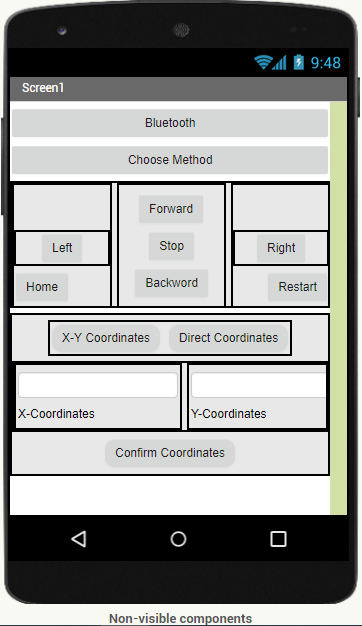 9:48
Screen1
Bluetooth
Choose Method
Forward
Left Stop Right
Home Backword Restart
X-Y Coordinates Direct Coordinates
X-Coordinates Y-Coordinates
Confirm Coordinates
Non-visible components